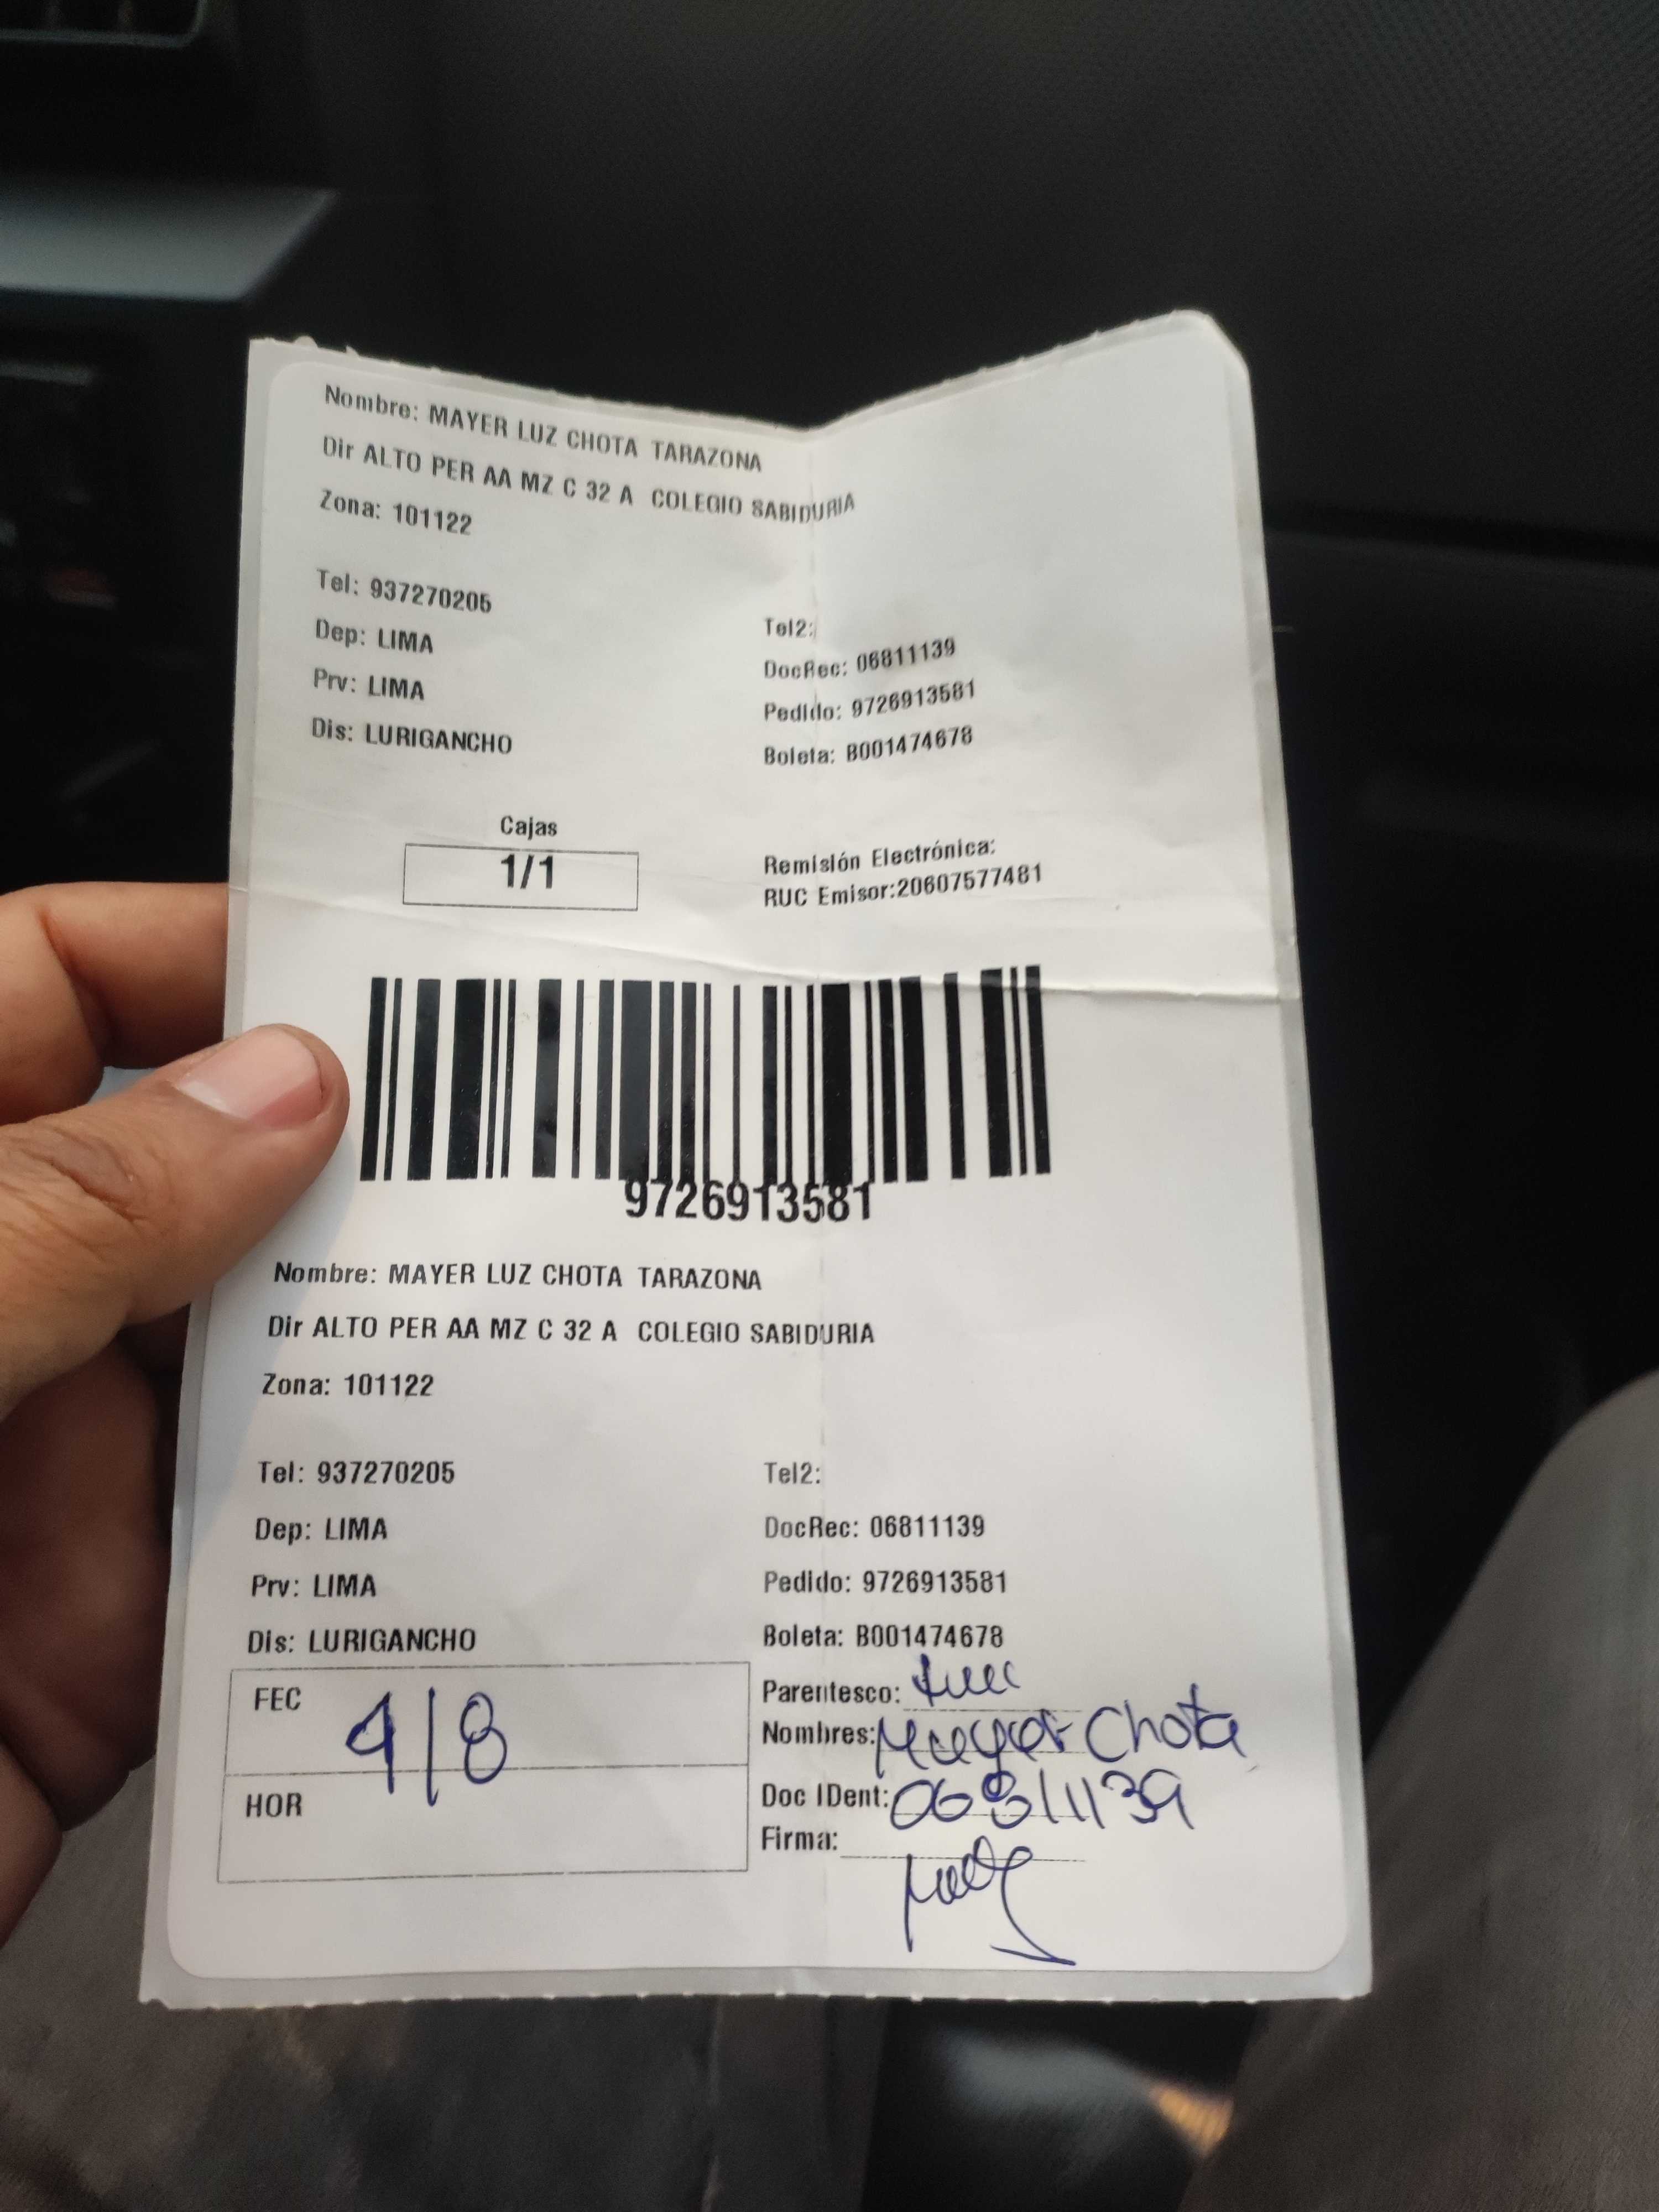 Nombre: MAYER LUZ CHOTA TARAZONA
Dir ALTO PER AA MZ C 32 A COLEGIO SABIDURIA
Zona: 101122
Tel: 937270205
Tel2:
Dep: LIMA
DocRec: 06811139
Prv: LIMA
Pedido: 9726913581
Dis: LURIGANCHO
Boleta: B001474678
Cajas
1/1
Remisión Electrónica:
RUC Emisor:20607577481
9726913581
Nombre: MAYER LUZ CHOTA TARAZONA
Dir ALTO PER AA MZ C 32 A COLEGIO SABIDURIA
Zona: 101122
Tel: 937270205
Tel2:
Dep: LIMA
DocRec: 06811139
Prv: LIMA
Pedido: 9726913581
Dis: LURIGANCHO
Boleta: B001474678
FEC 4/8
Parentesco:
Nombres: Mayer Chota
HOR
Doc IDent: 06811139
Firma: